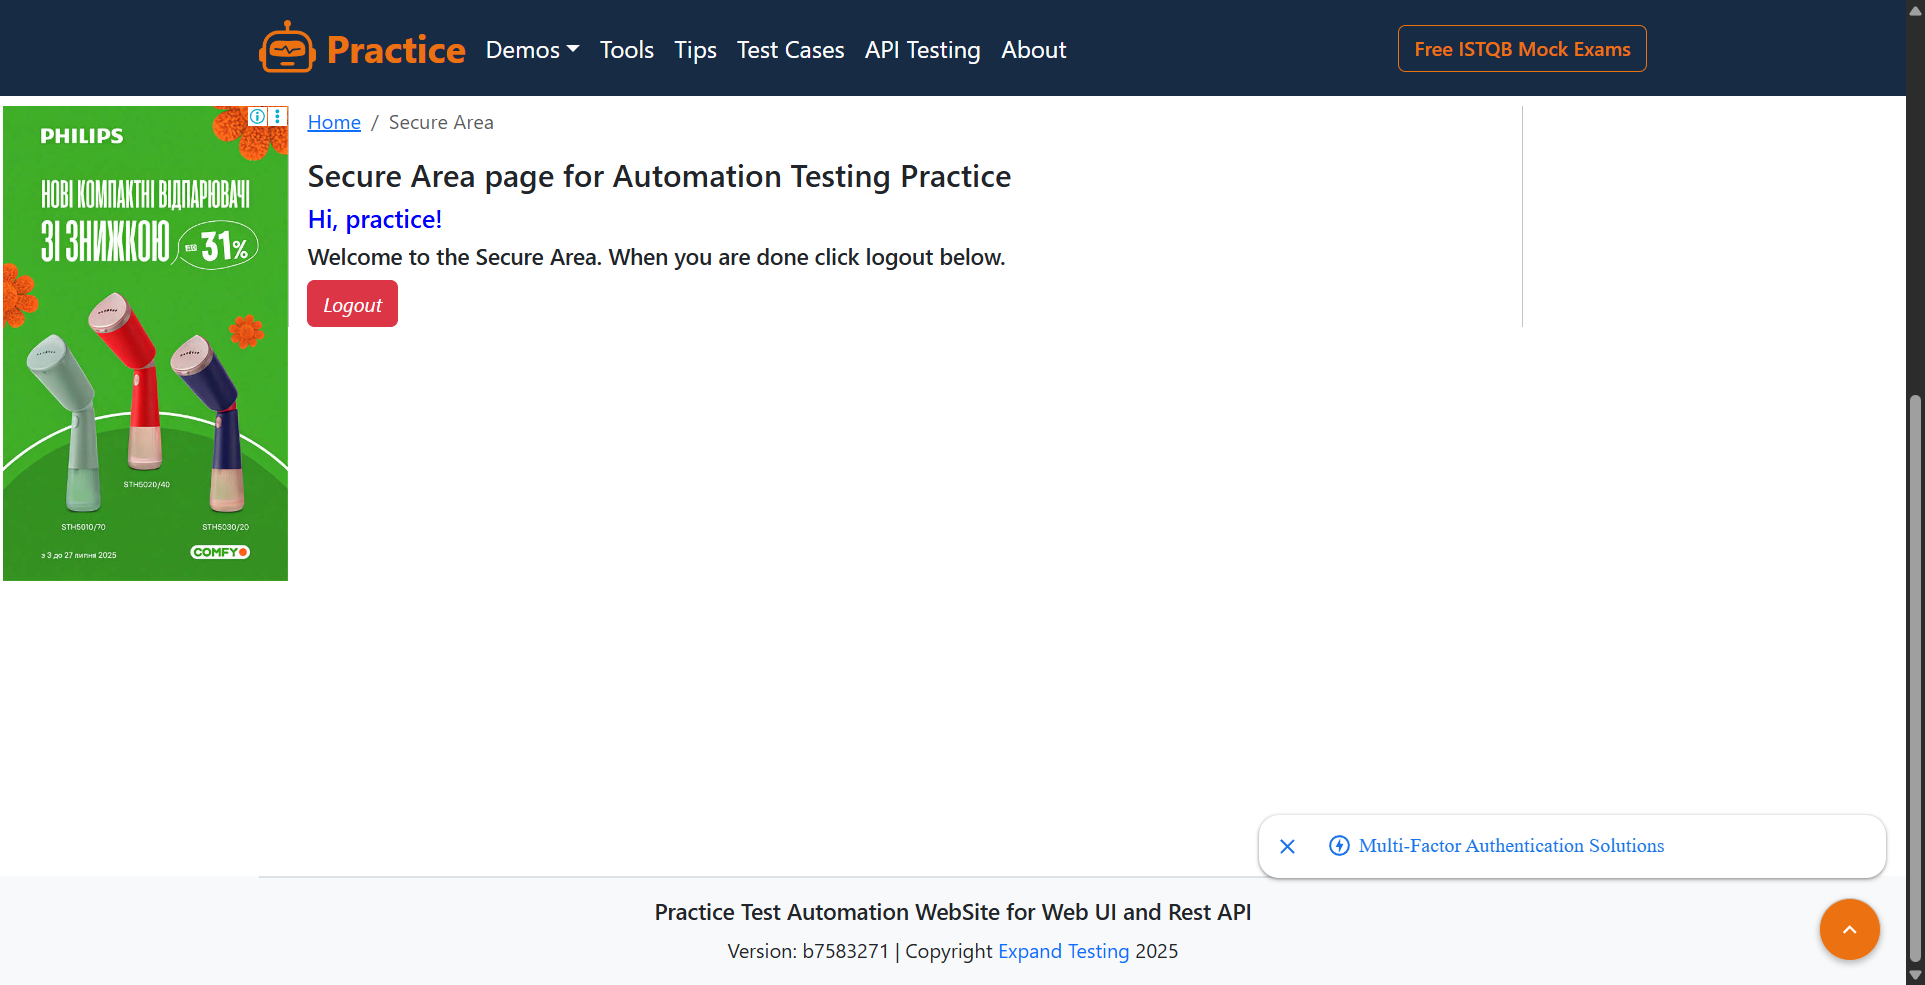 Practice Demos Tools Tips Test Cases API Testing About Free ISTQB Mock Exams
PHILIPS
НОВІ КОМПАКТНІ ВІДПАРЮВАЧІ
ЗІ ЗНИЖКОЮ
ДО -31%
STH5020/40
STH5010/70 STH5030/20
з 3 до 27 липня 2025
COMFY
Home / Secure Area
Secure Area page for Automation Testing Practice
Hi, practice!
Welcome to the Secure Area. When you are done click logout below.
Logout
Multi-Factor Authentication Solutions
Practice Test Automation WebSite for Web UI and Rest API
Version: b7583271 | Copyright Expand Testing 2025